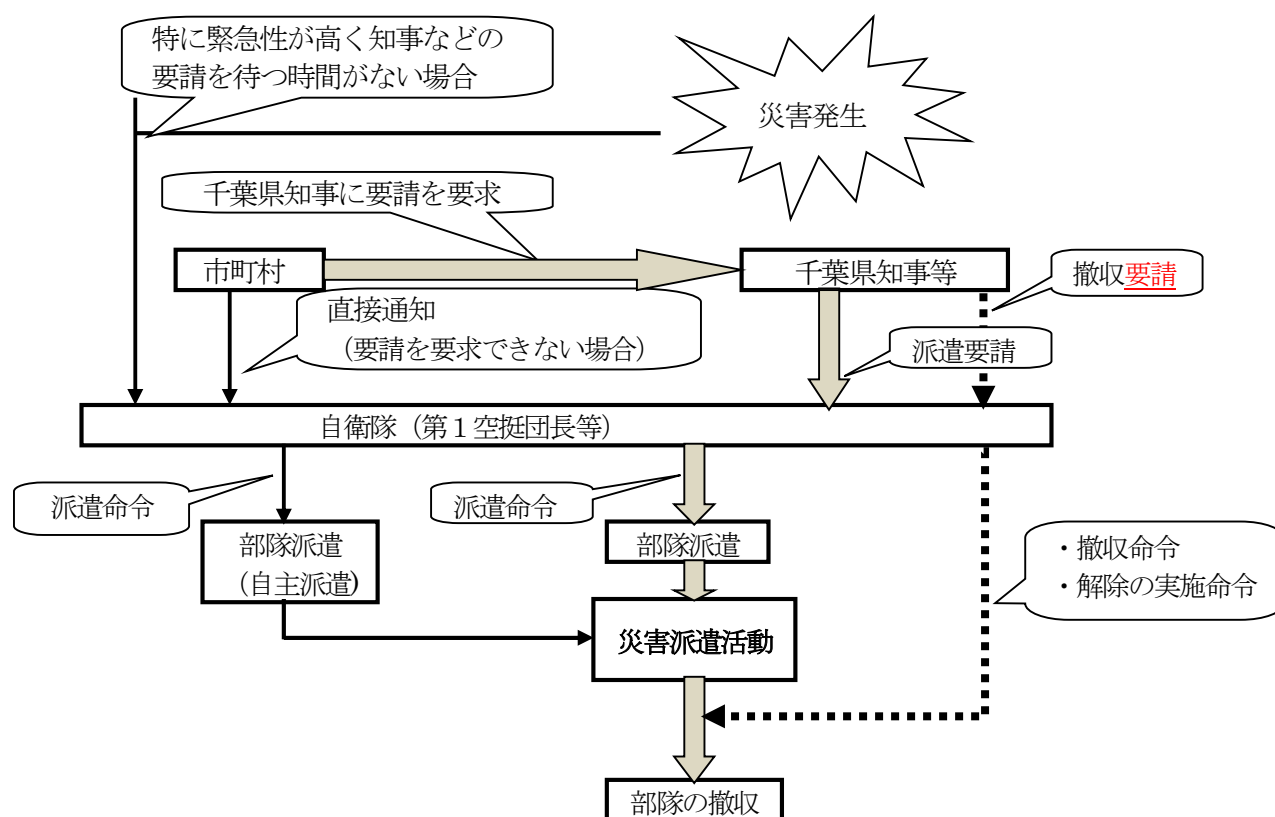 特に緊急性が高く知事などの
要請を待つ時間がない場合
災害発生
千葉県知事に要請を要求
市町村
千葉県知事等
撤収要請
直接通知
（要請を要求できない場合）
派遣要請
自衛隊（第１空挺団長等）
派遣命令
派遣命令
部隊派遣
（自主派遣）
部隊派遣
・撤収命令
・解除の実施命令
災害派遣活動
部隊の撤収